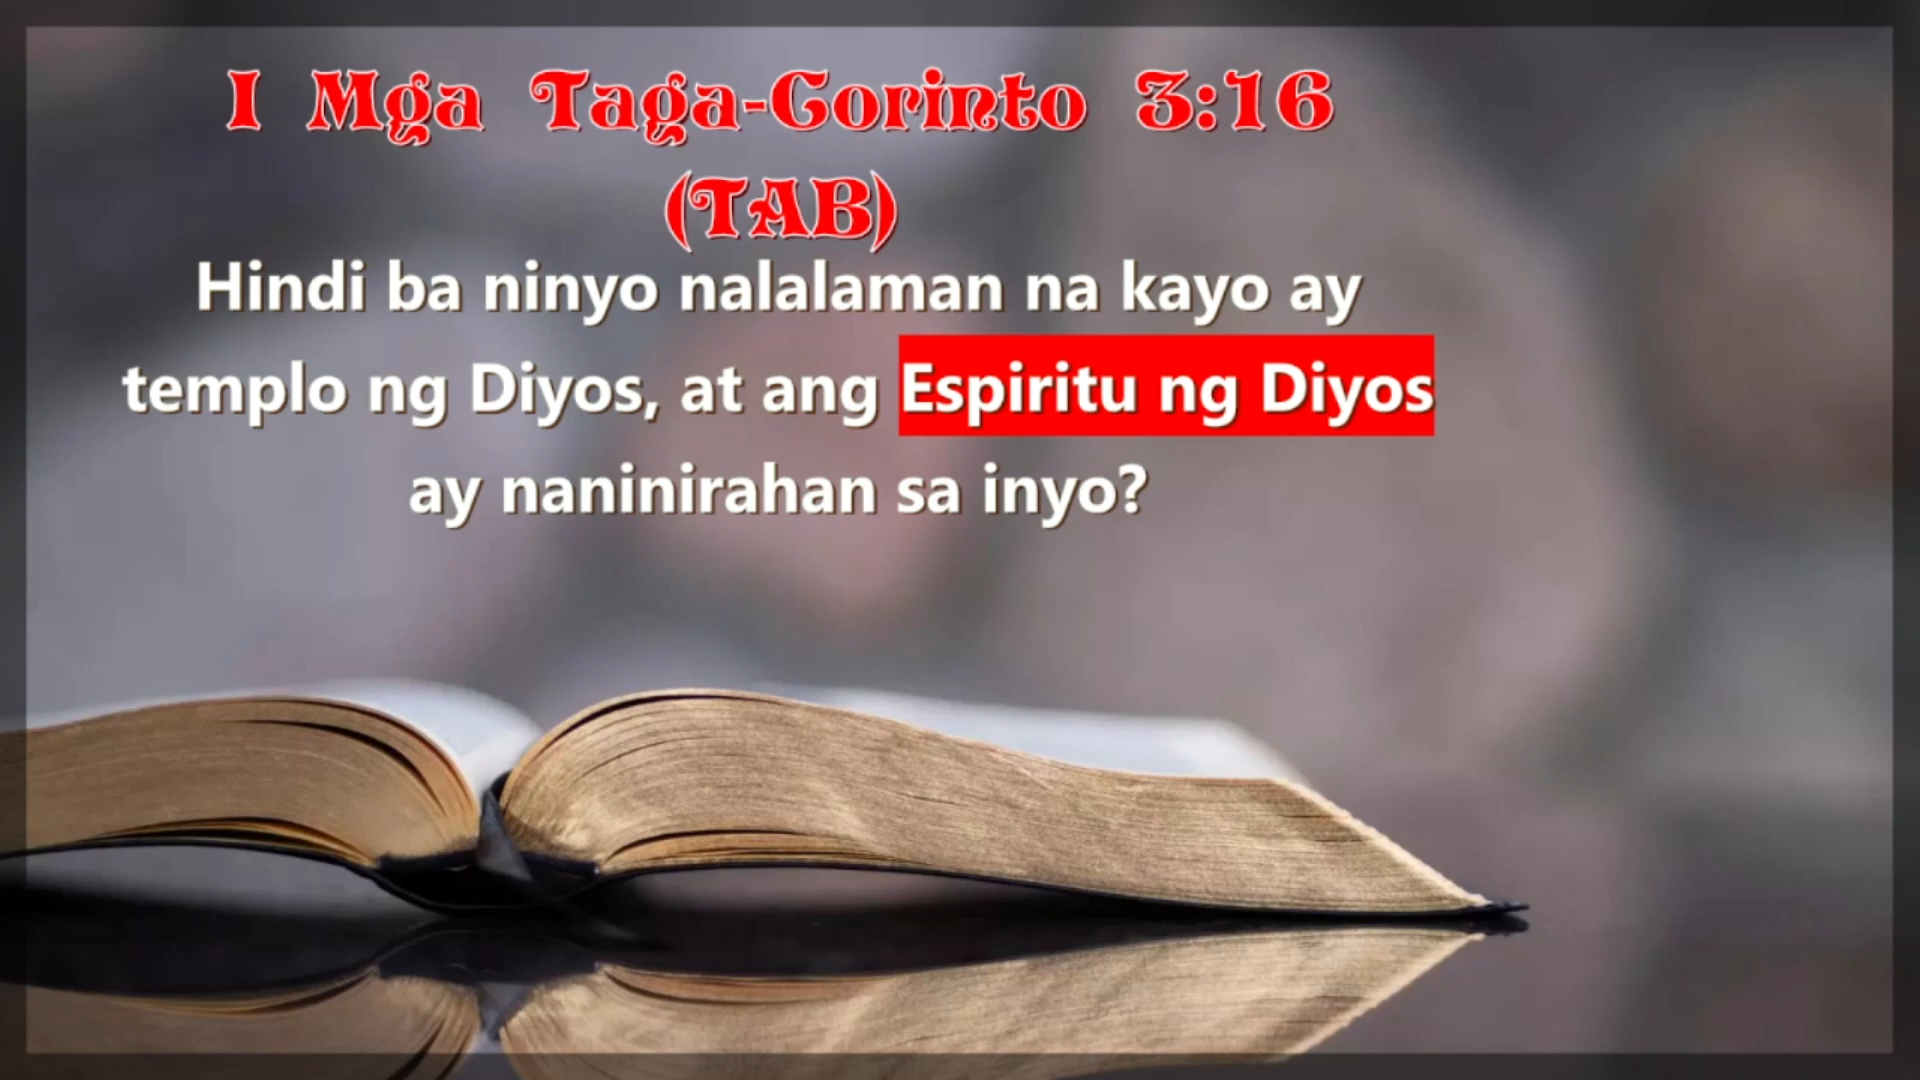 I Mga Taga-Corinto 3:16
(TAB)
Hindi ba ninyo nalalaman na kayo ay
templo ng Diyos, at ang Espiritu ng Diyos
ay naninirahan sa inyo?